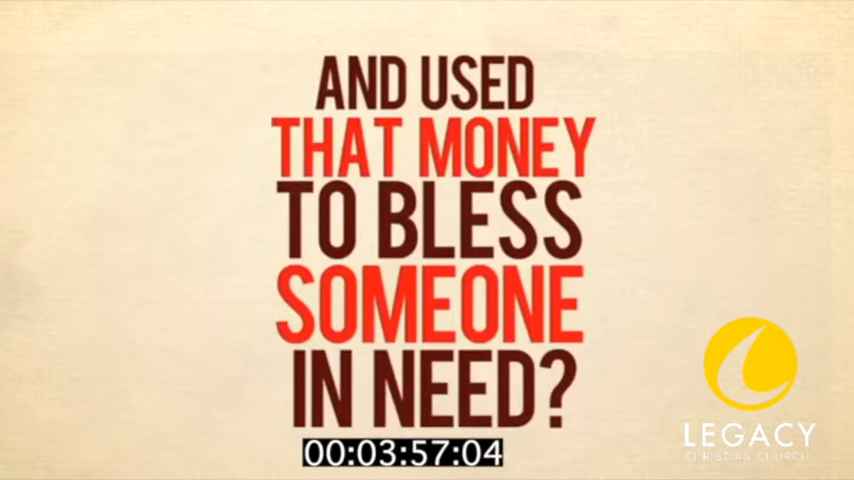 AND USED
THAT MONEY
TO BLESS
SOMEONE
IN NEED?
00:03:57:04
LEGACY
CHRISTIAN CHURCH